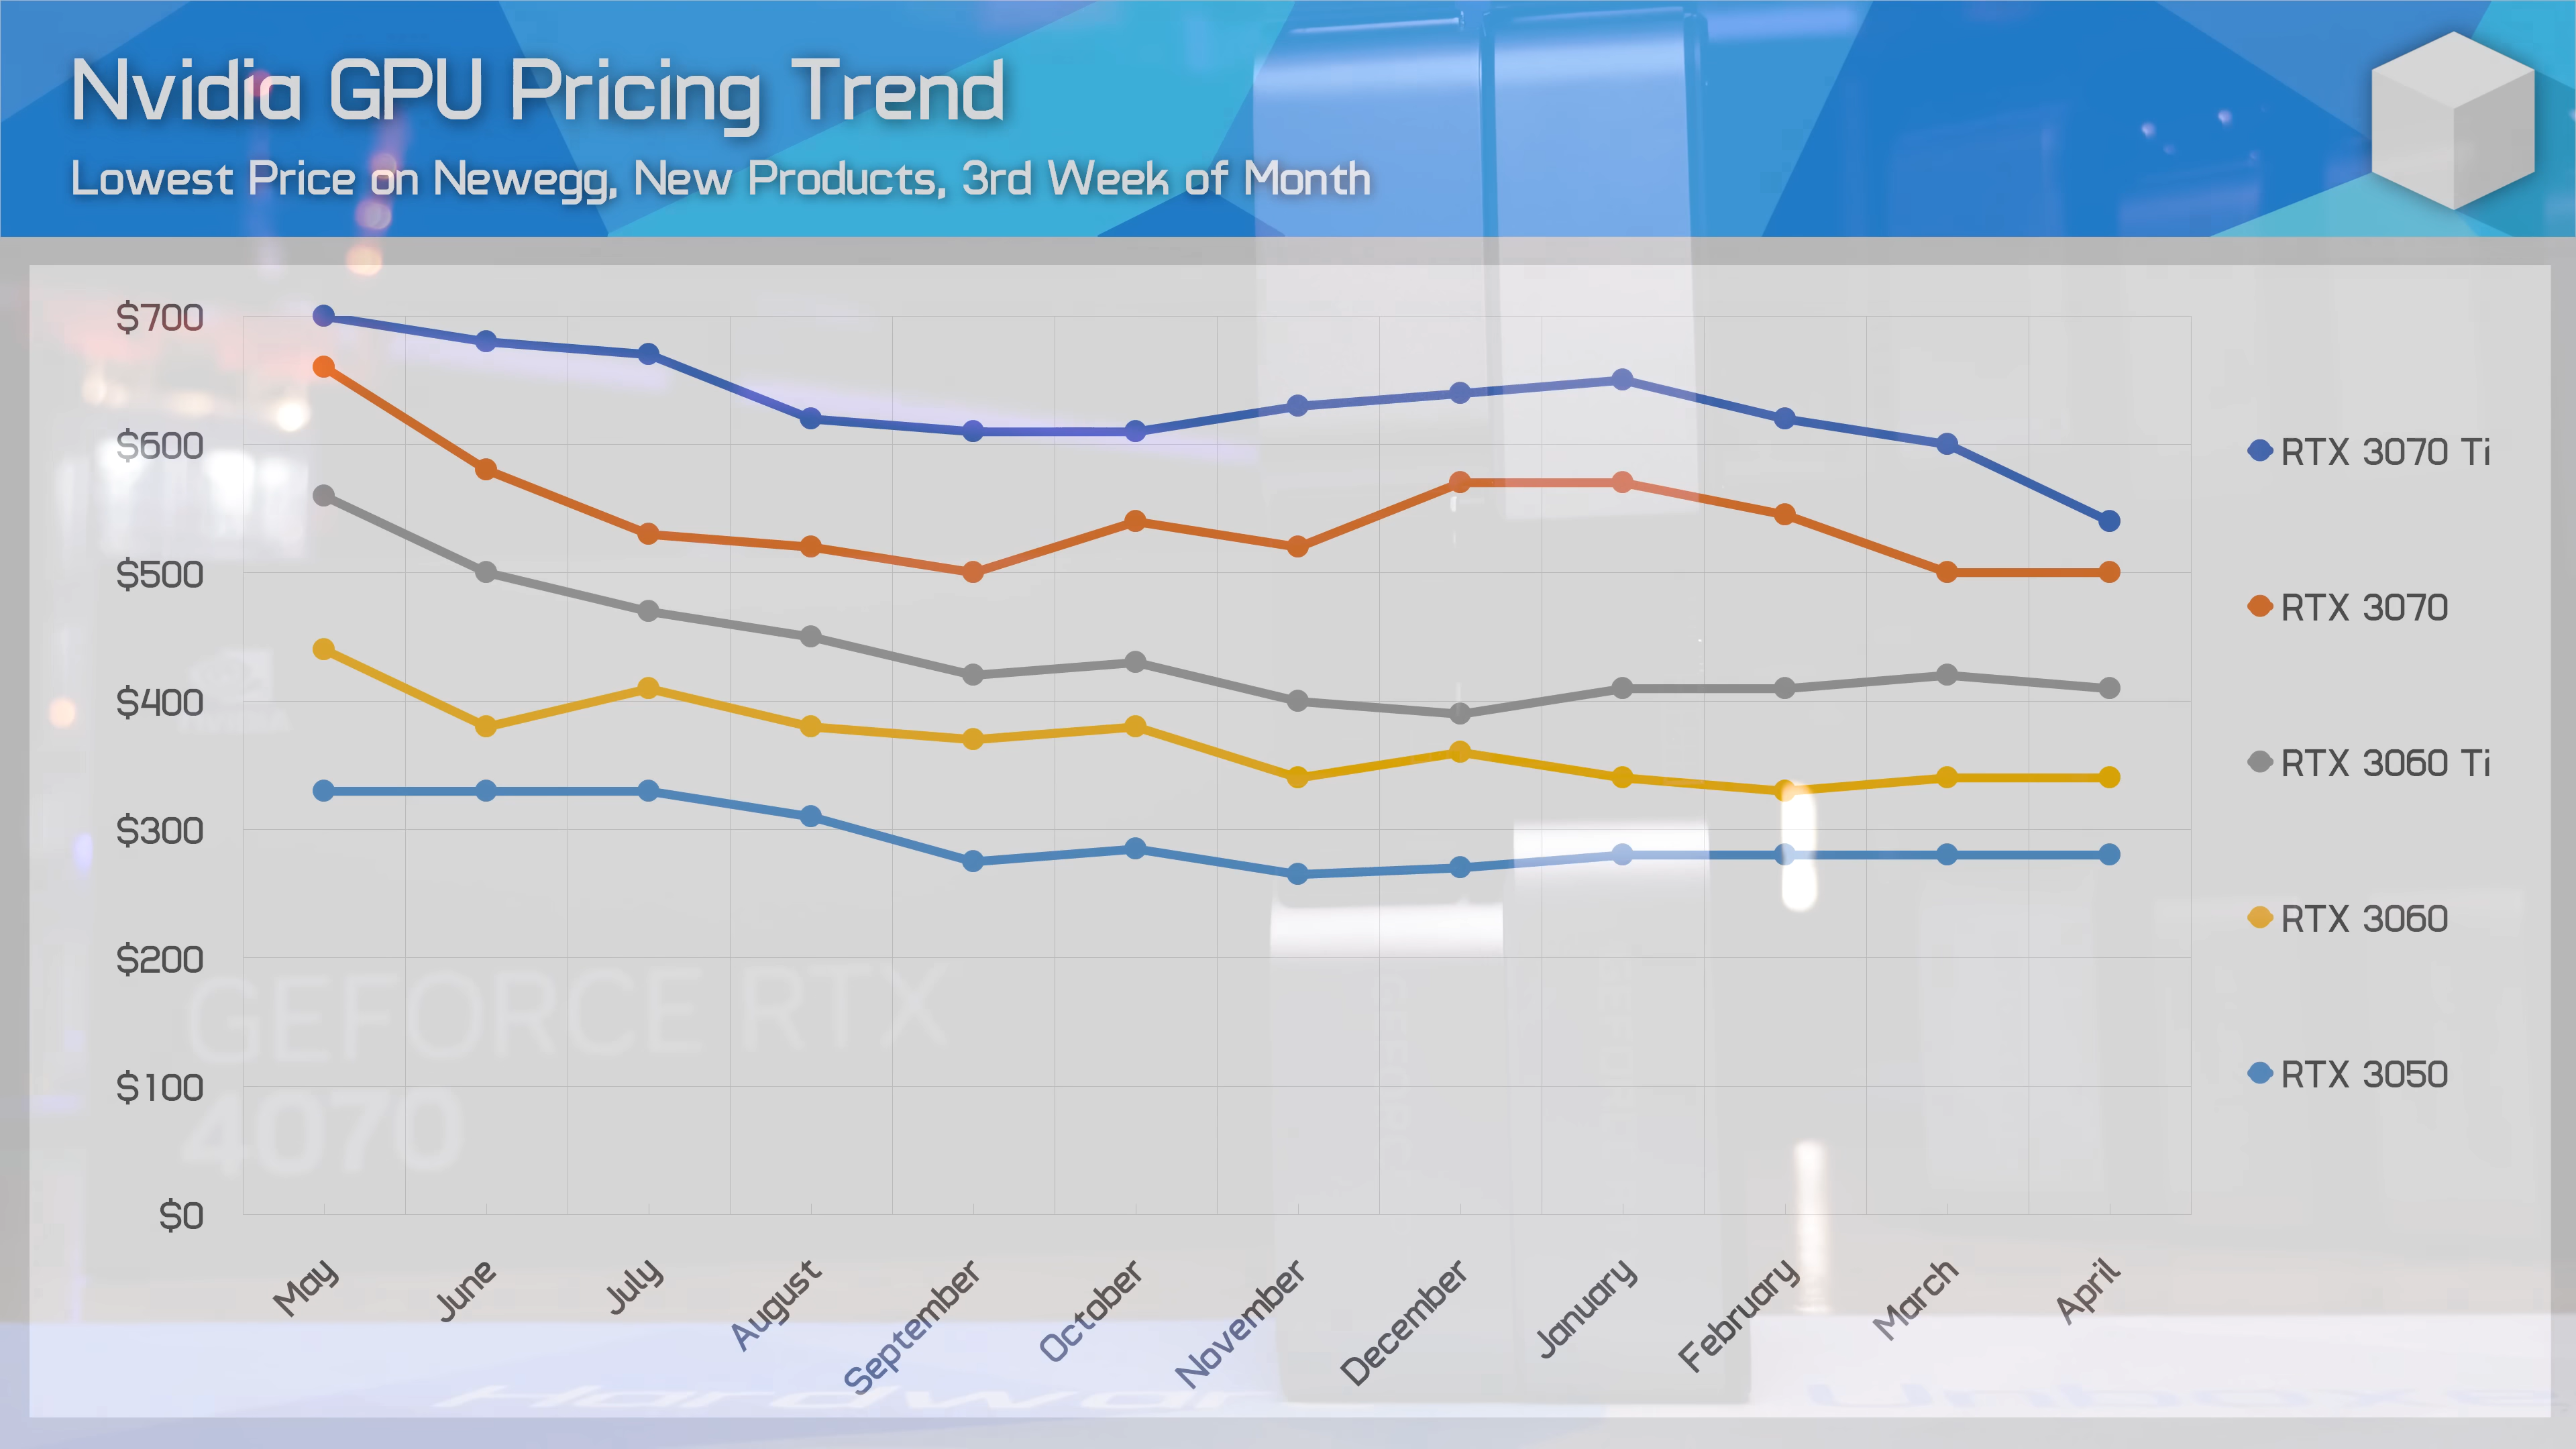 Nvidia GPU Pricing Trend
Lowest Price on Newegg, New Products, 3rd Week of Month
$700
$600
$500
$400
$300
$200
$100
$0
May
June
July
August
September
October
November
December
January
February
March
April
RTX 3070 Ti
RTX 3070
RTX 3060 Ti
RTX 3060
RTX 3050
GEFORCE RTX
4070